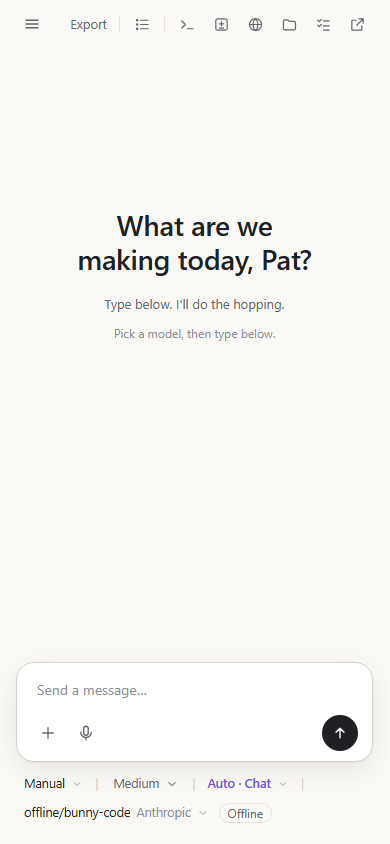 Export
What are we
making today, Pat?
Type below. I'll do the hopping.
Pick a model, then type below.
Send a message...
Manual | Medium | Auto · Chat |
offline/bunny-code Anthropic Offline